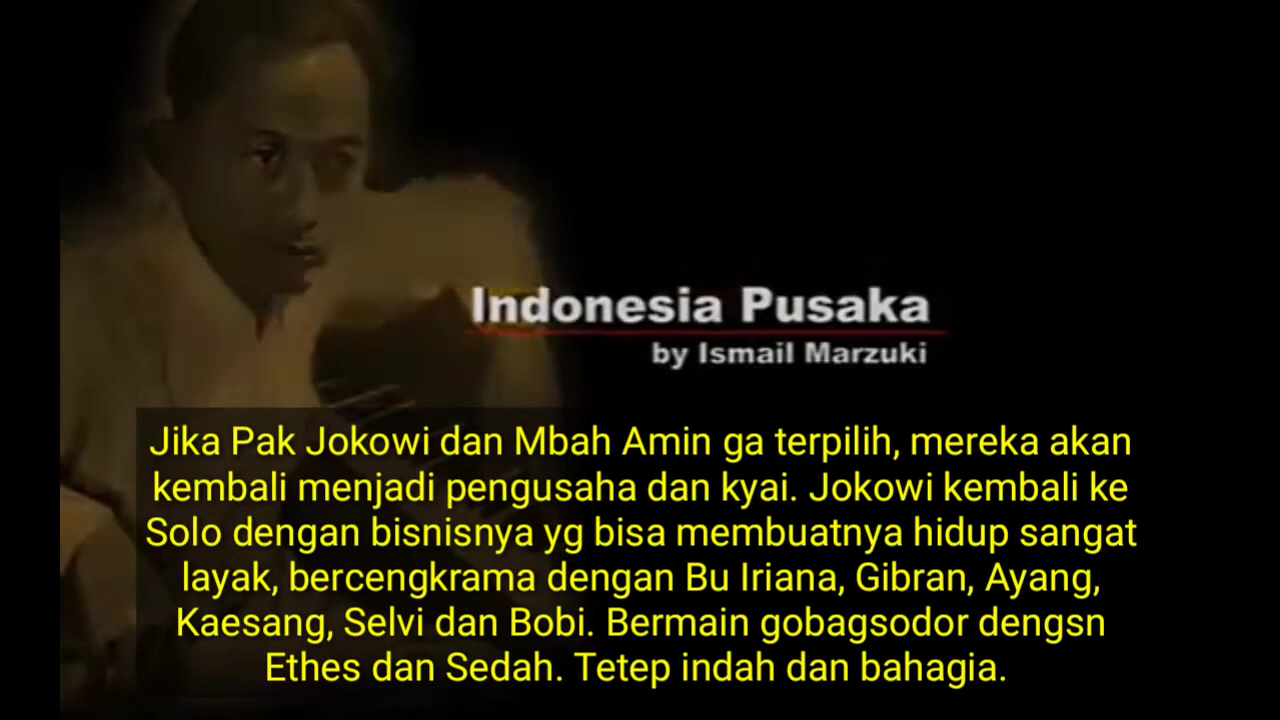 Indonesia Pusaka
by Ismail Marzuki
Jika Pak Jokowi dan Mbah Amin ga terpilih, mereka akan
kembali menjadi pengusaha dan kyai. Jokowi kembali ke
Solo dengan bisnisnya yg bisa membuatnya hidup sangat
layak, bercengkrama dengan Bu Iriana, Gibran, Ayang,
Kaesang, Selvi dan Bobi. Bermain gobagsodor dengsn
Ethes dan Sedah. Tetep indah dan bahagia.